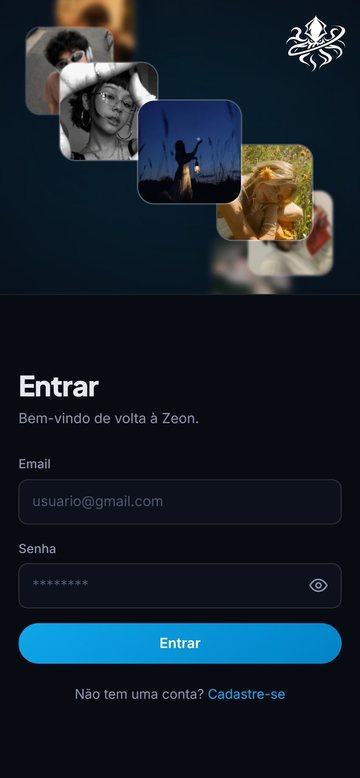 Entrar
Bem-vindo de volta à Zeon.
Email
usuario@gmail.com
Senha
********
Entrar
Não tem uma conta? Cadastre-se